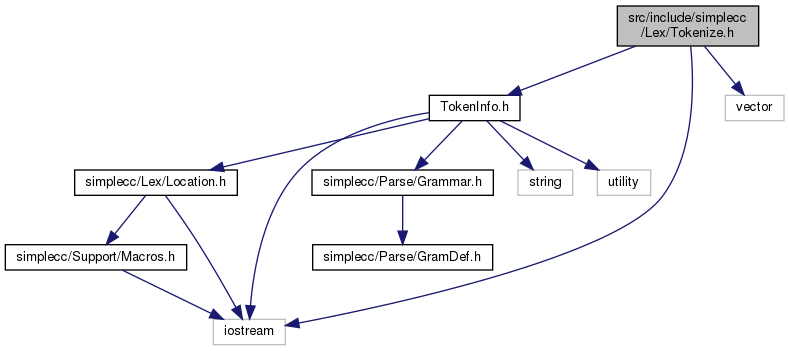 src/include/simplecc
/Lex/Tokenize.h
TokenInfo.h
vector
simplecc/Lex/Location.h
simplecc/Parse/Grammar.h
string
utility
simplecc/Support/Macros.h
simplecc/Parse/GramDef.h
iostream